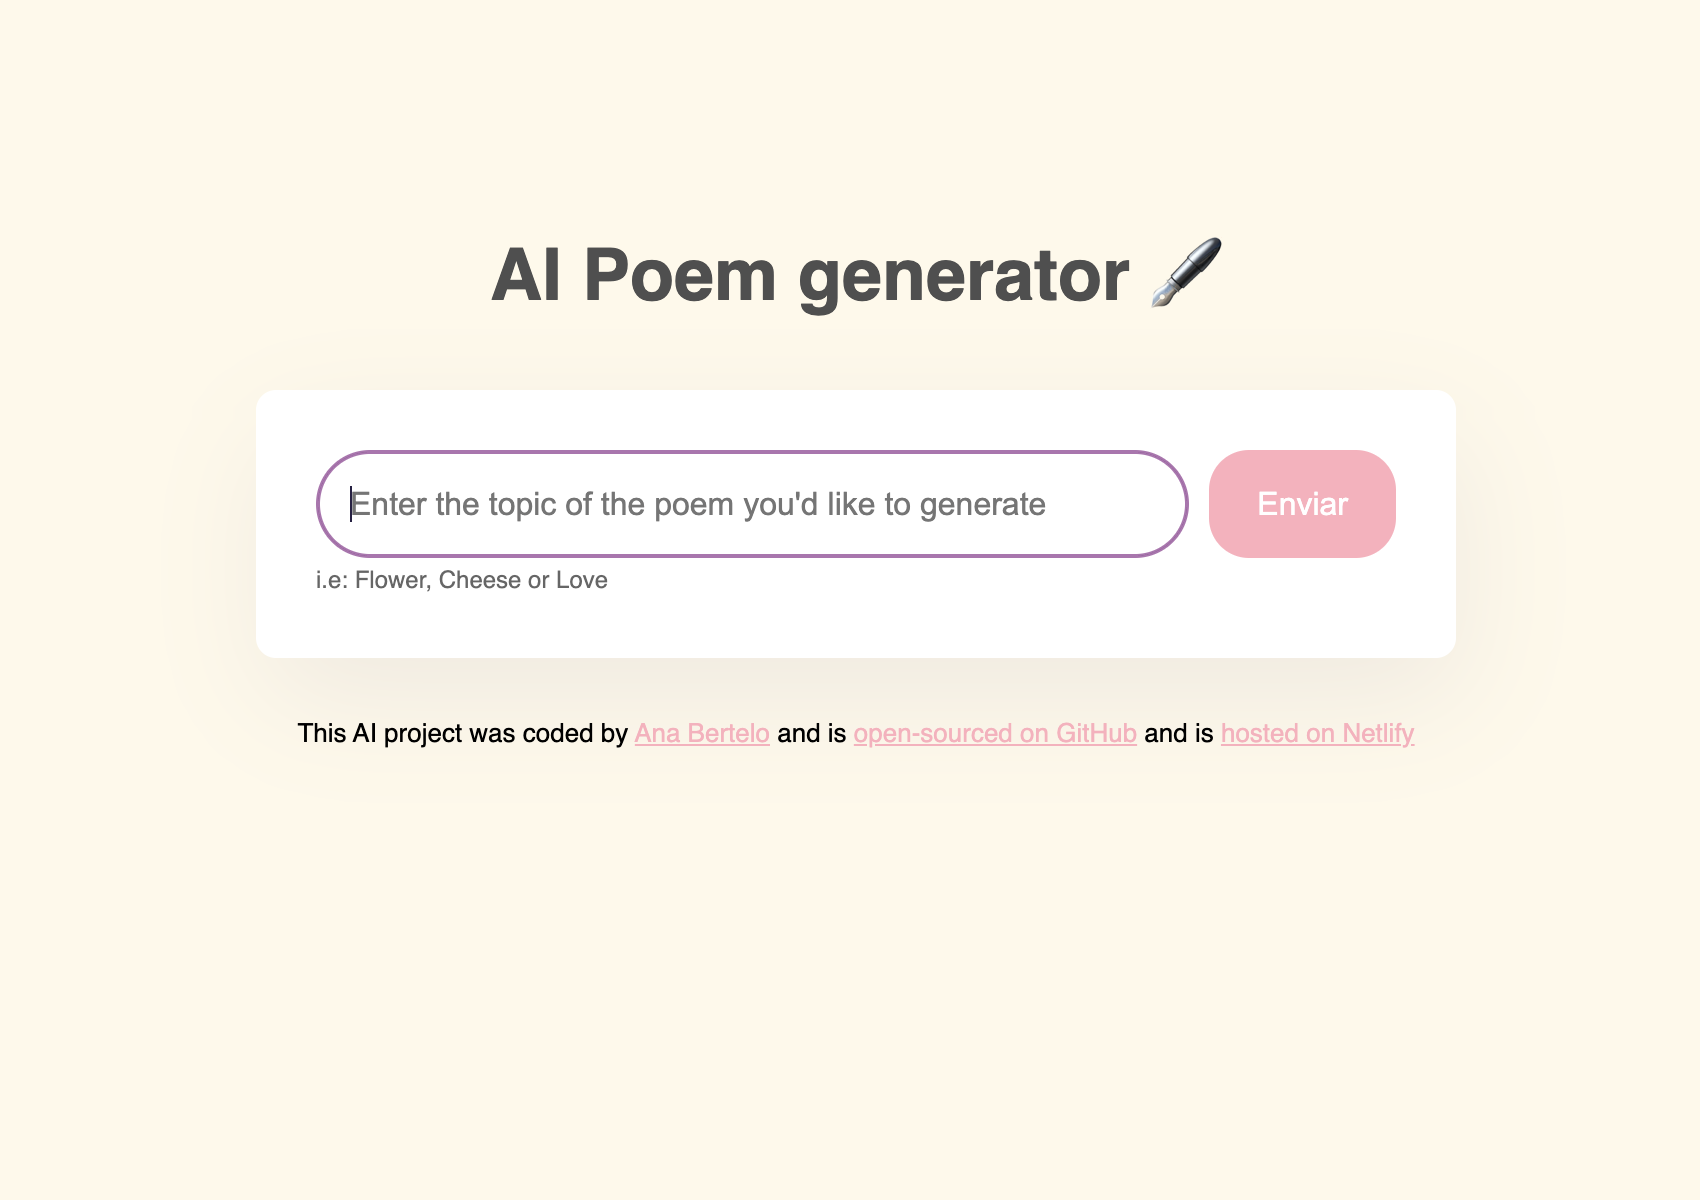 AI Poem generator 🖋️
Enter the topic of the poem you'd like to generate
Enviar
i.e: Flower, Cheese or Love
This AI project was coded by Ana Bertelo and is open-sourced on GitHub and is hosted on Netlify